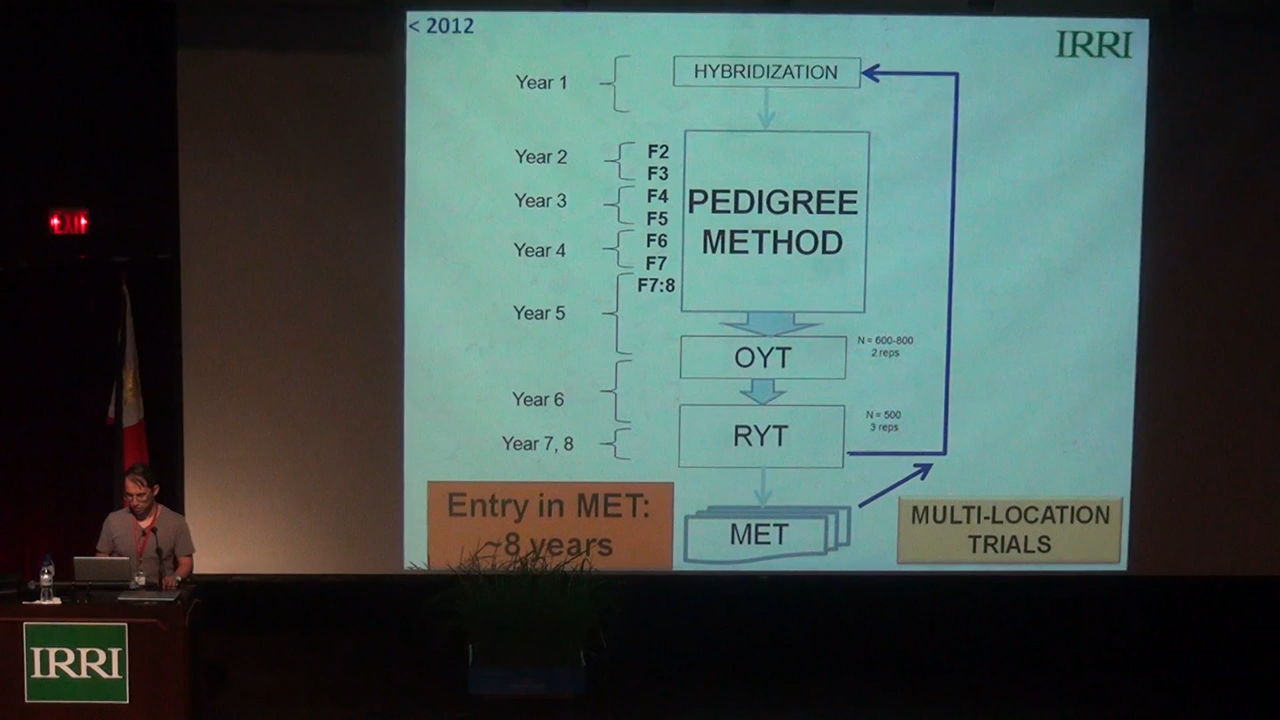 < 2012
IRRI
Year 1
HYBRIDIZATION
Year 2
F2
F3
Year 3
F4
F5
PEDIGREE
METHOD
Year 4
F6
F7
F7:8
Year 5
OYT
N = 600-800
2 reps
Year 6
RYT
N = 500
3 reps
Year 7, 8
Entry in MET:
~8 years
MET
MULTI-LOCATION
TRIALS
EXIT
IRRI